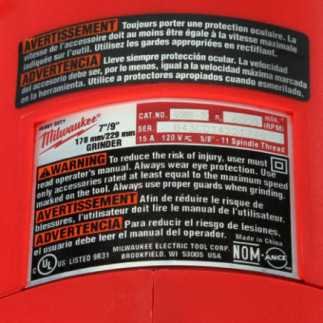 AVERTISSEMENT Toujours porter une protection oculaire. La
vitesse de l'accessoire doit au moins être égale à la vitesse maximale
indiquée sur l'outil. Utilisez les gardes appropriées en rectifiant.
ADVERTENCIA Lleve siempre protección ocular. La velocidad
del accesorio debe ser, por lo menos, igual a la velocidad máxima marcada
en la herramienta. Utilice a protectores apropiados cuando esmerilando.
HEAVY DUTY
Milwaukee
7"/9"
178 mm/229 mm
GRINDER
CAT.NO.
MAX.
(RPM)
SER.
15 A 120 V 5/8" - 11 Spindle Thread
WARNING To reduce the risk of injury, user must
read operator's manual. Always wear eye protection. Use
only accessories rated at least equal to the maximum speed
marked on the tool. Always use proper guards when grinding.
AVERTISSEMENT Afin de réduire le risque de
blessures, l'utilisateur doit lire le manual de l'utilisateur.
ADVERTENCIA Para reducir el riesgo de lesiones,
el usuario debe leer el manual del operador. Made in China
C UL US LISTED 9R31
MILWAUKEE ELECTRIC TOOL CORP.
BROOKFIELD, WI 53005 USA
NOM-ANCE